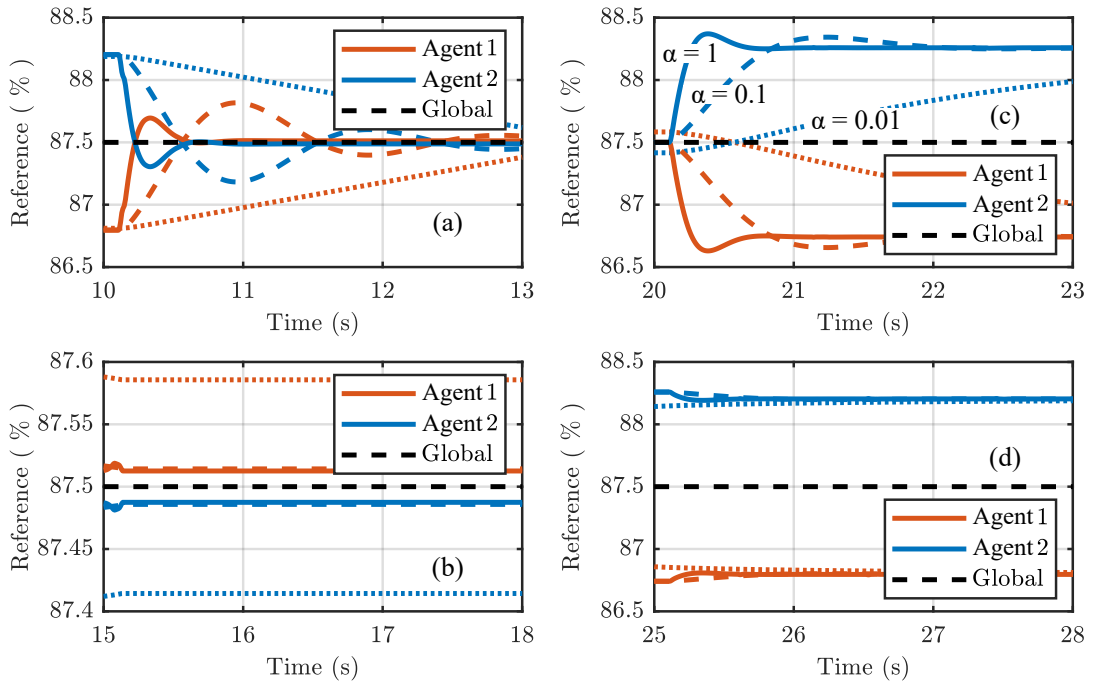 88.5
88
87.5
87
86.5
Reference ( % )
Agent 1
Agent 2
Global
(a)
10 11 12 13
Time (s)
88.5
88
87.5
87
86.5
Reference ( % )
α = 1
α = 0.1
α = 0.01
(c)
Agent 1
Agent 2
Global
20 21 22 23
Time (s)
87.6
87.55
87.5
87.45
87.4
Reference ( % )
Agent 1
Agent 2
Global
(b)
15 16 17 18
Time (s)
88.5
88
87.5
87
86.5
Reference ( % )
(d)
Agent 1
Agent 2
Global
25 26 27 28
Time (s)